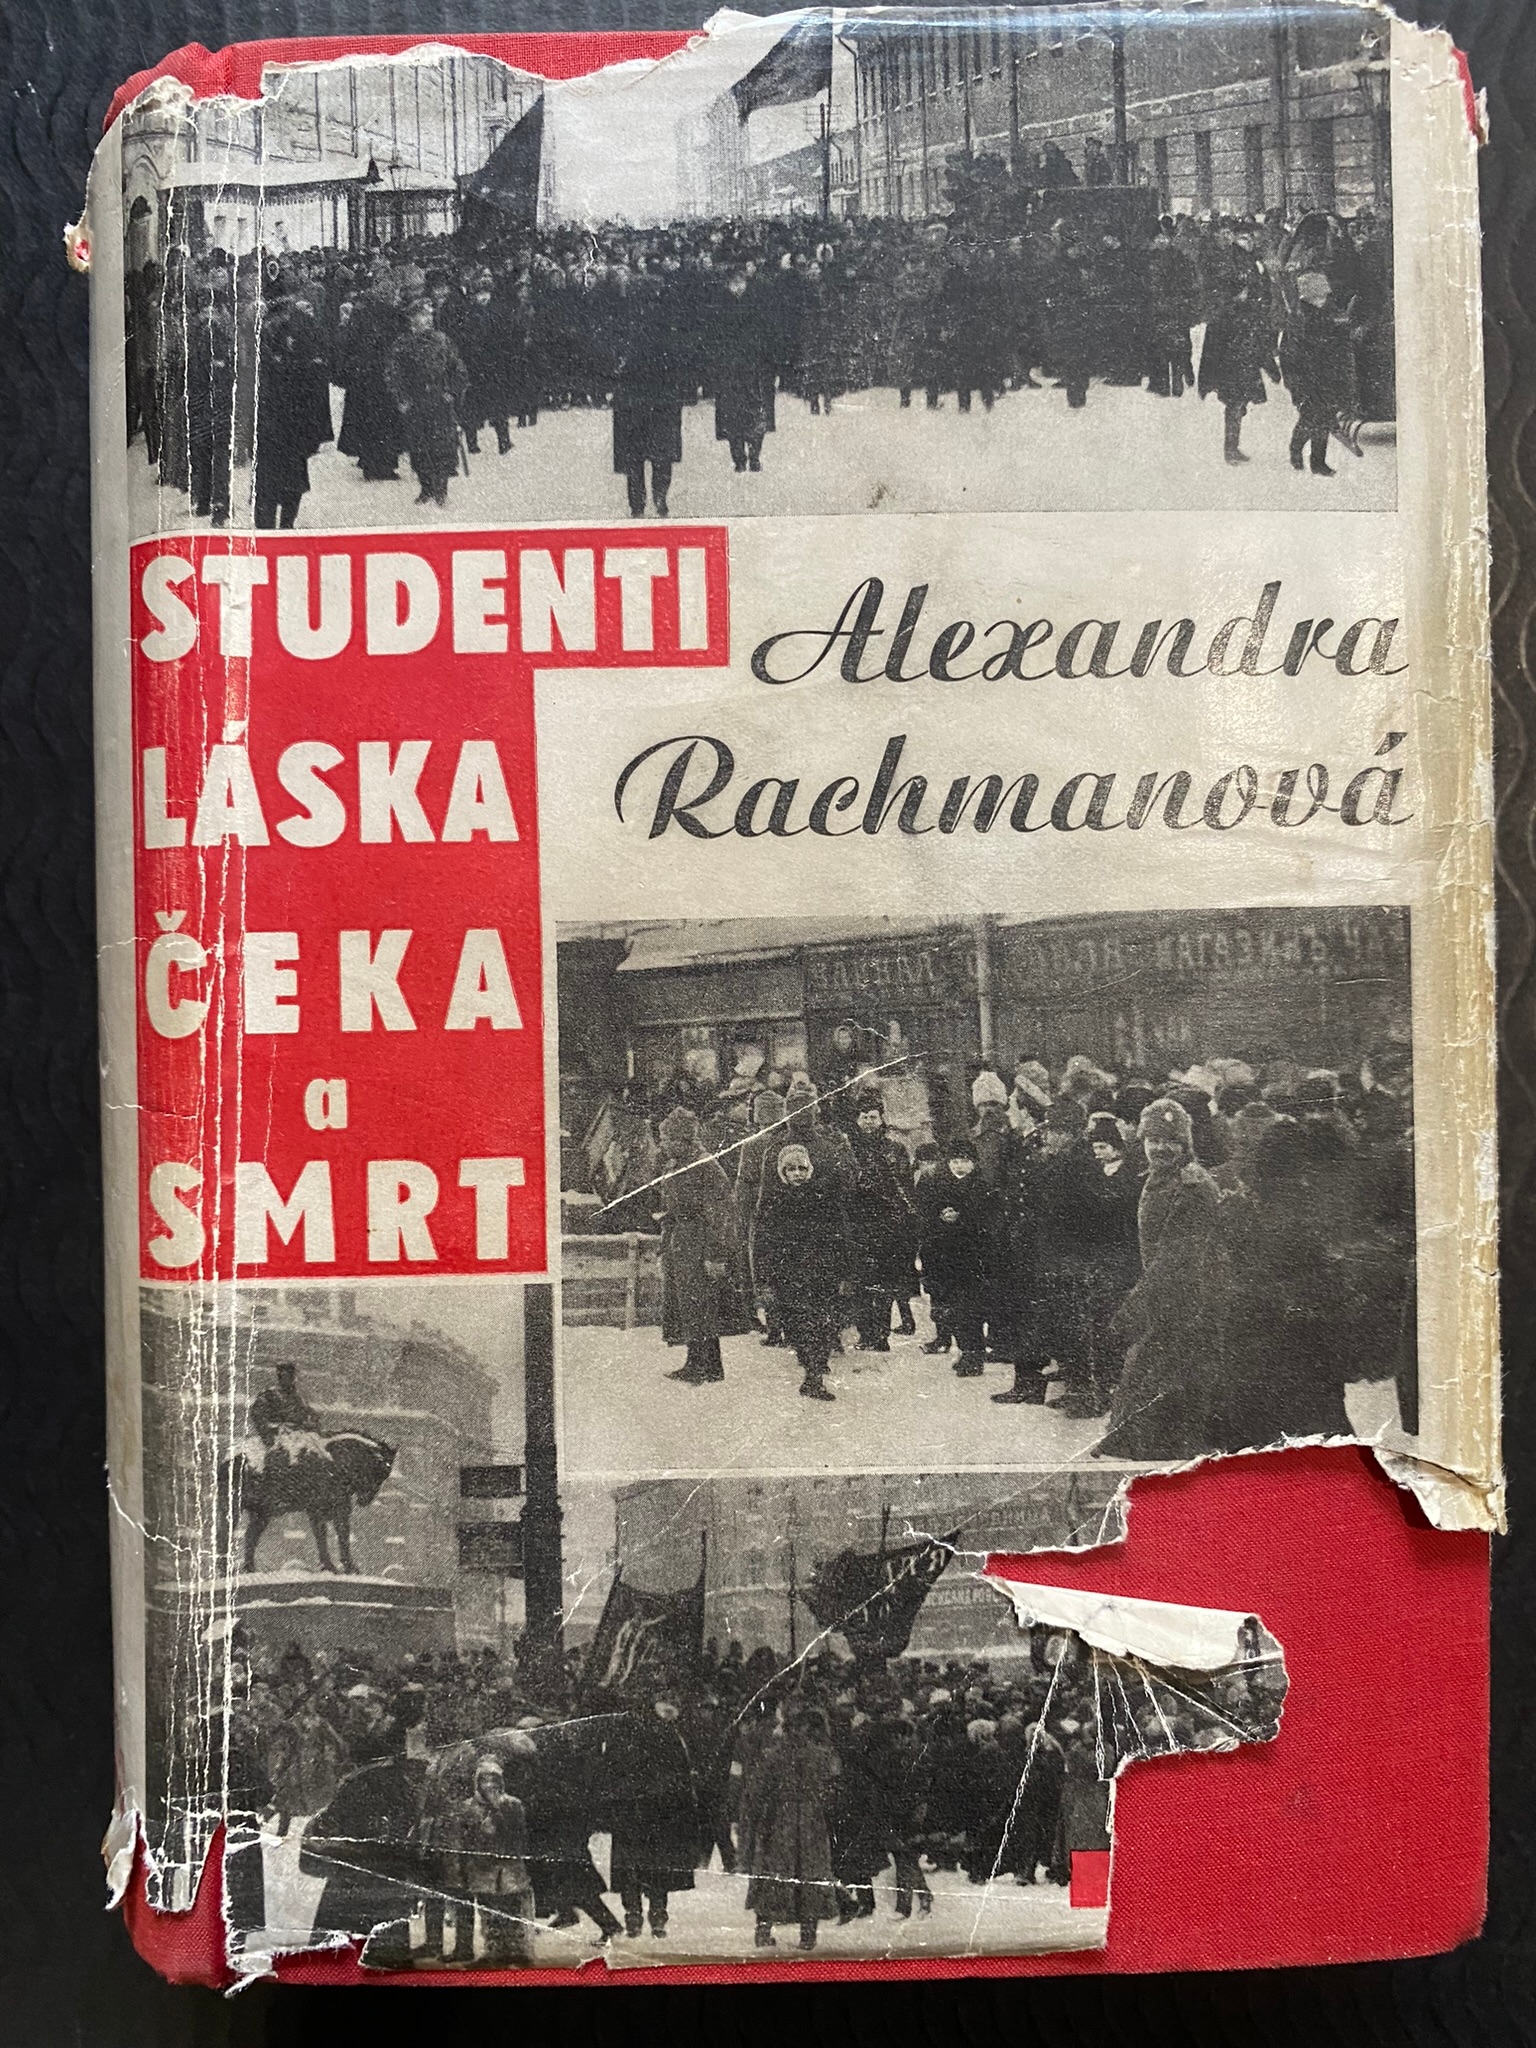 STUDENTI
LÁSKA
ČEKA
a
SMRT
Alexandra
Rachmanová